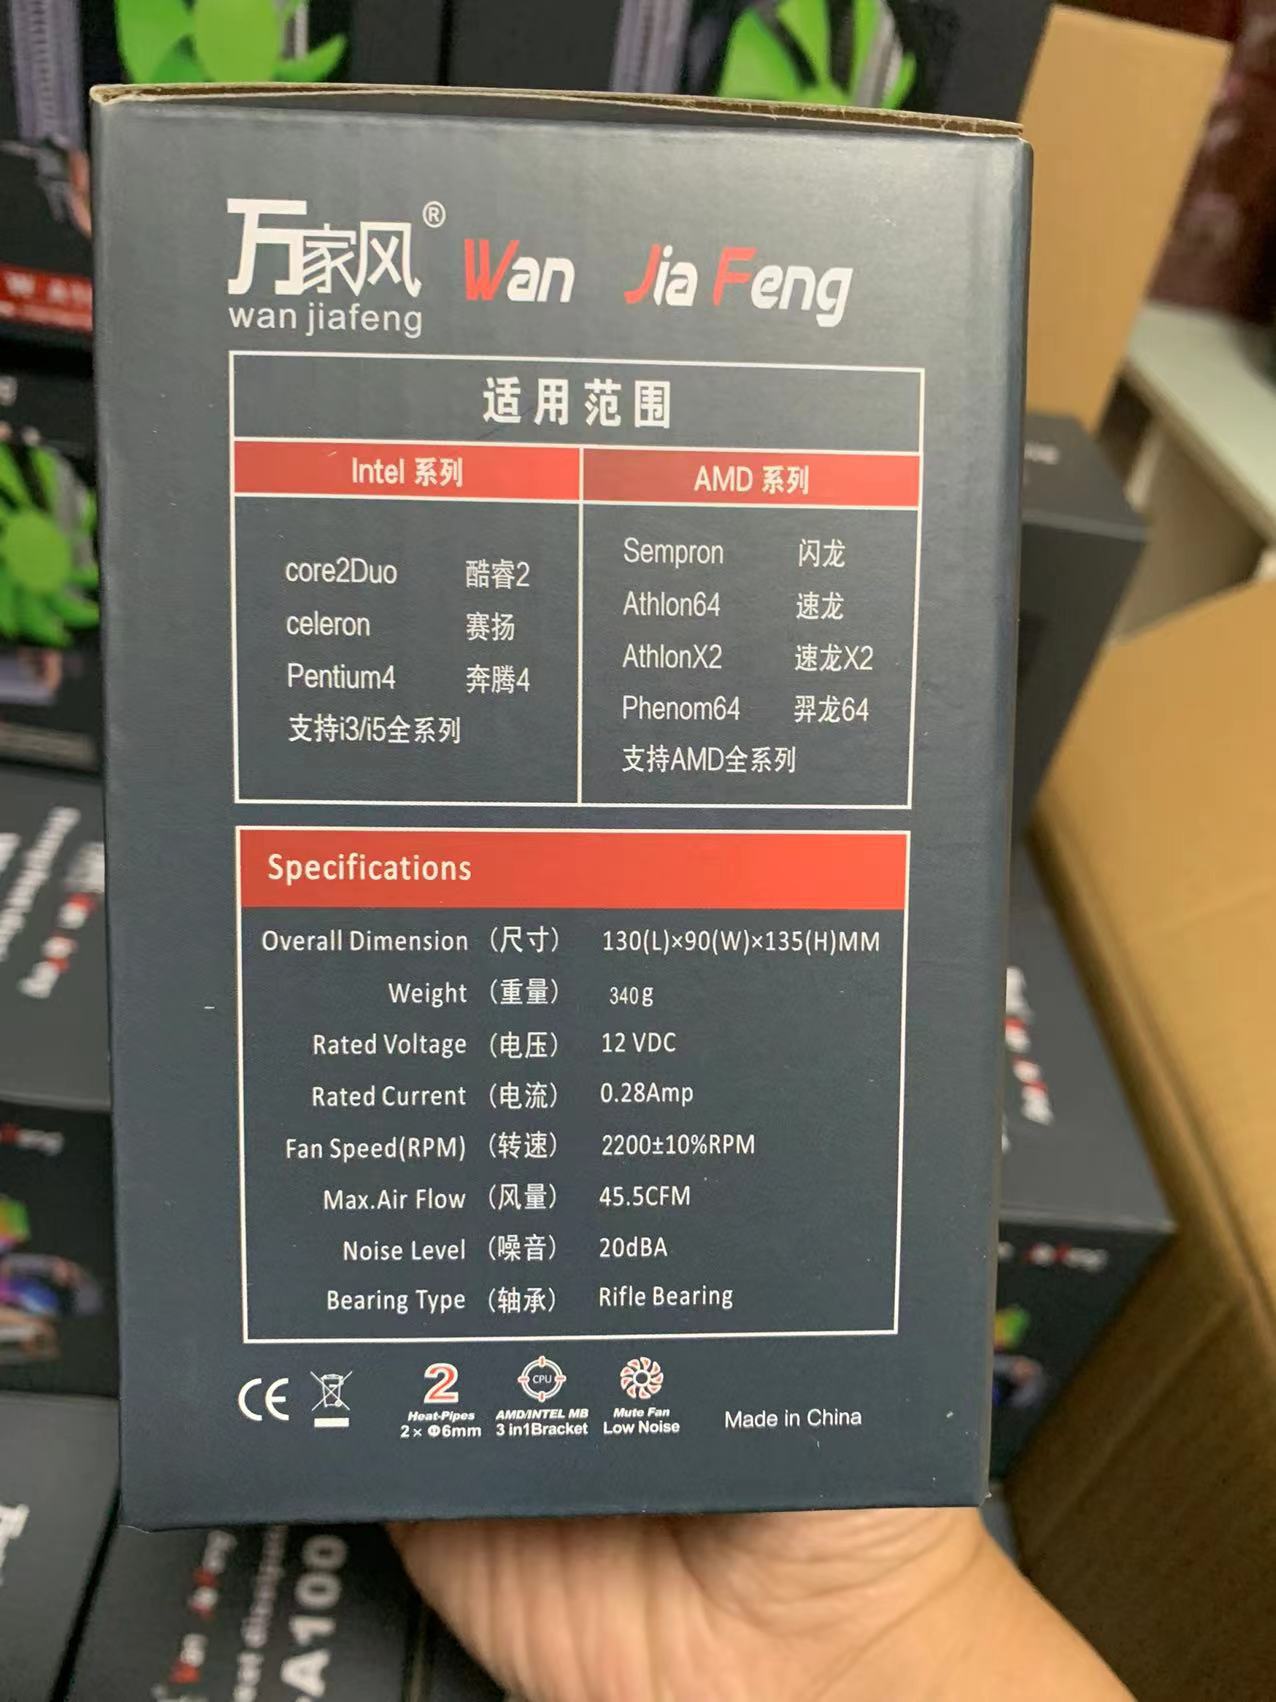 万家风® Wan Jia Feng
wan jiafeng
适用范围
Intel 系列 AMD 系列
core2Duo 酷睿2
celeron 赛扬
Pentium4 奔腾4
支持i3/i5全系列
Sempron 闪龙
Athlon64 速龙
AthlonX2 速龙X2
Phenom64 羿龙64
支持AMD全系列
Specifications
Overall Dimension （尺寸） 130(L)×90(W)×135(H)MM
Weight （重量） 340g
Rated Voltage （电压） 12 VDC
Rated Current （电流） 0.28Amp
Fan Speed(RPM) （转速） 2200±10%RPM
Max.Air Flow （风量） 45.5CFM
Noise Level （噪音） 20dBA
Bearing Type （轴承） Rifle Bearing
CE
2
Heat-Pipes
2× Φ6mm
CPU
AMD/INTEL MB
3 in1Bracket
Mute Fan
Low Noise
Made in China
A100